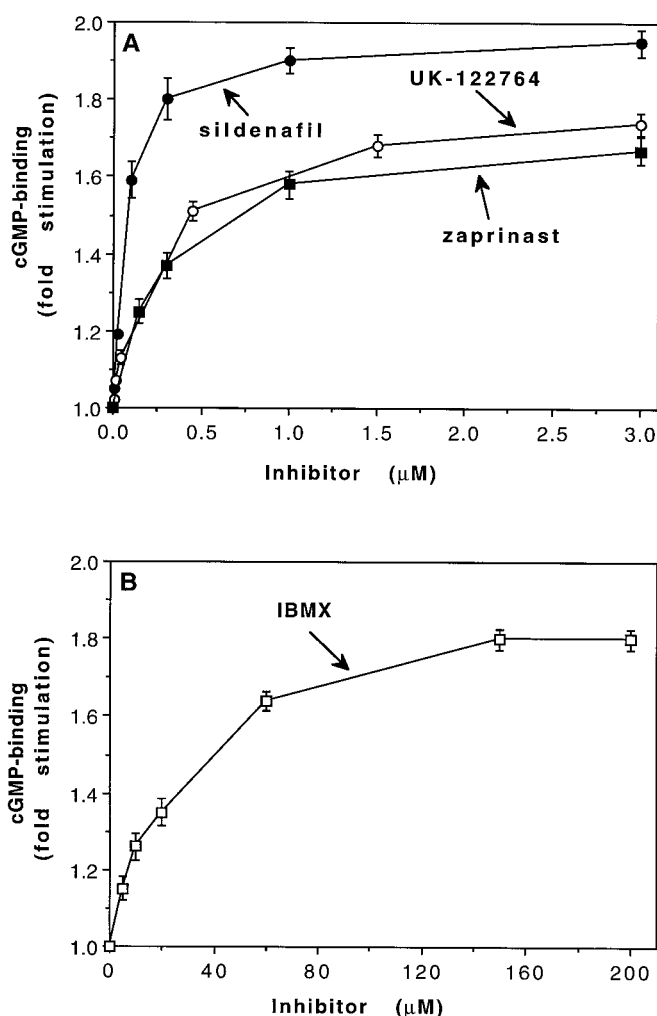 A
2.0
1.8
1.6
1.4
1.2
1.0
cGMP-binding
(fold stimulation)
sildenafil
UK-122764
zaprinast
0.0 0.5 1.0 1.5 2.0 2.5 3.0
Inhibitor (µM)
B
2.0
1.8
1.6
1.4
1.2
1.0
cGMP-binding
(fold stimulation)
IBMX
0 40 80 120 160 200
Inhibitor (µM)